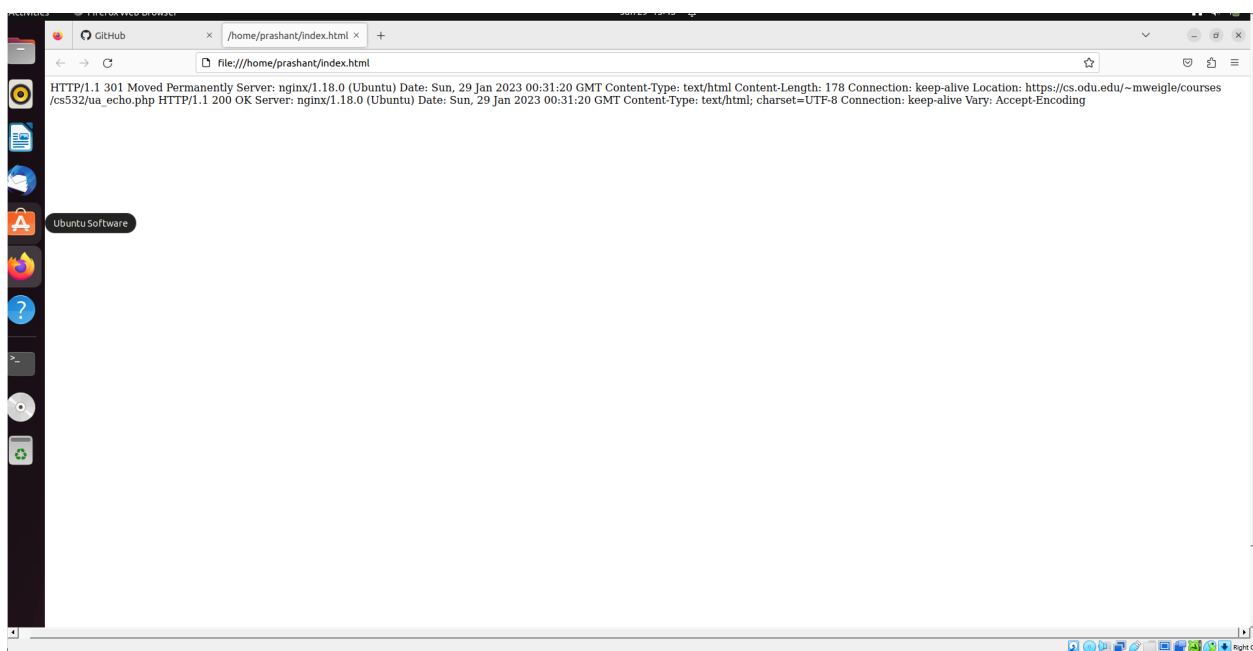 GitHub
/home/prashant/index.html
file:///home/prashant/index.html
HTTP/1.1 301 Moved Permanently Server: nginx/1.18.0 (Ubuntu) Date: Sun, 29 Jan 2023 00:31:20 GMT Content-Type: text/html Content-Length: 178 Connection: keep-alive Location: https://cs.odu.edu/~mweigle/courses
/cs532/ua_echo.php HTTP/1.1 200 OK Server: nginx/1.18.0 (Ubuntu) Date: Sun, 29 Jan 2023 00:31:20 GMT Content-Type: text/html; charset=UTF-8 Connection: keep-alive Vary: Accept-Encoding
Ubuntu Software
Right